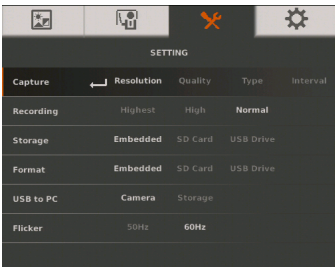 SETTING
Capture Resolution Quality Type Interval
Recording Highest High Normal
Storage Embedded SD Card USB Drive
Format Embedded SD Card USB Drive
USB to PC Camera Storage
Flicker 50Hz 60Hz